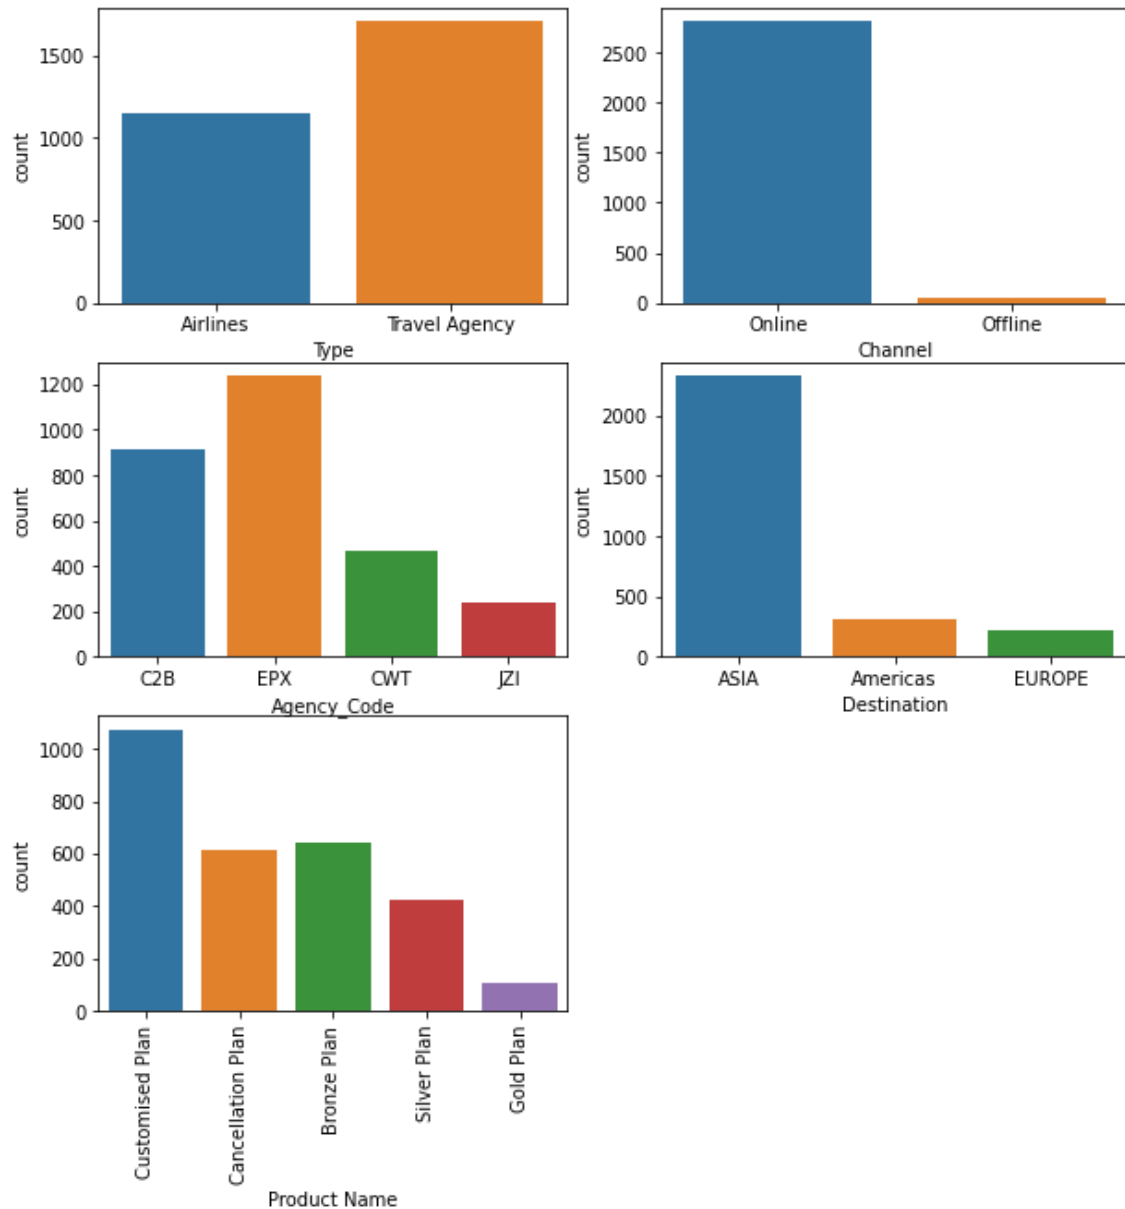 1500
1000
500
0
count
Airlines
Travel Agency
Type
2500
2000
1500
1000
500
0
count
Online
Offline
Channel
1200
1000
800
600
400
200
0
count
C2B
EPX
CWT
JZI
Agency_Code
2000
1500
1000
500
0
count
ASIA
Americas
EUROPE
Destination
1000
800
600
400
200
0
count
Customised Plan
Cancellation Plan
Bronze Plan
Silver Plan
Gold Plan
Product Name